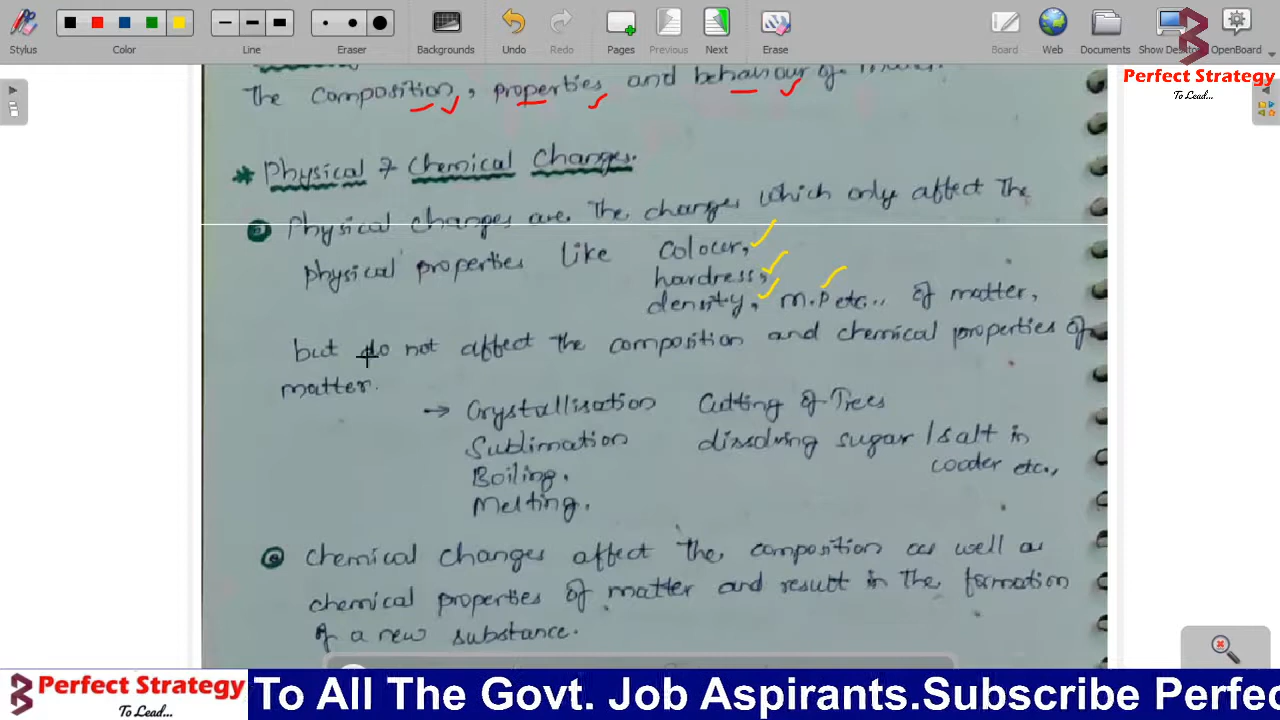 Stylus
Color
Line
Eraser
Backgrounds
Undo
Redo
Pages
Previous
Next
Erase
Board
Web
Documents
Show Desktop
OpenBoard
Perfect Strategy
To Lead...
The composition, properties and behaviour of
* Physical & Chemical Changes.
Physical changes are the changes which only affect the
physical properties like colour,
hardress,
density, M.P etc., of matter,
but do not affect the composition and chemical properties of
matter.
→ Crystallisation Cutting of Trees
Sublimation dissolving sugar / salt in
Boiling. water etc.,
Melting.
Chemical changes affect the composition as well as
chemical properties of matter and result in the formation
of a new substance.
Perfect Strategy
To Lead...
To All The Govt. Job Aspirants.Subscribe Perfec